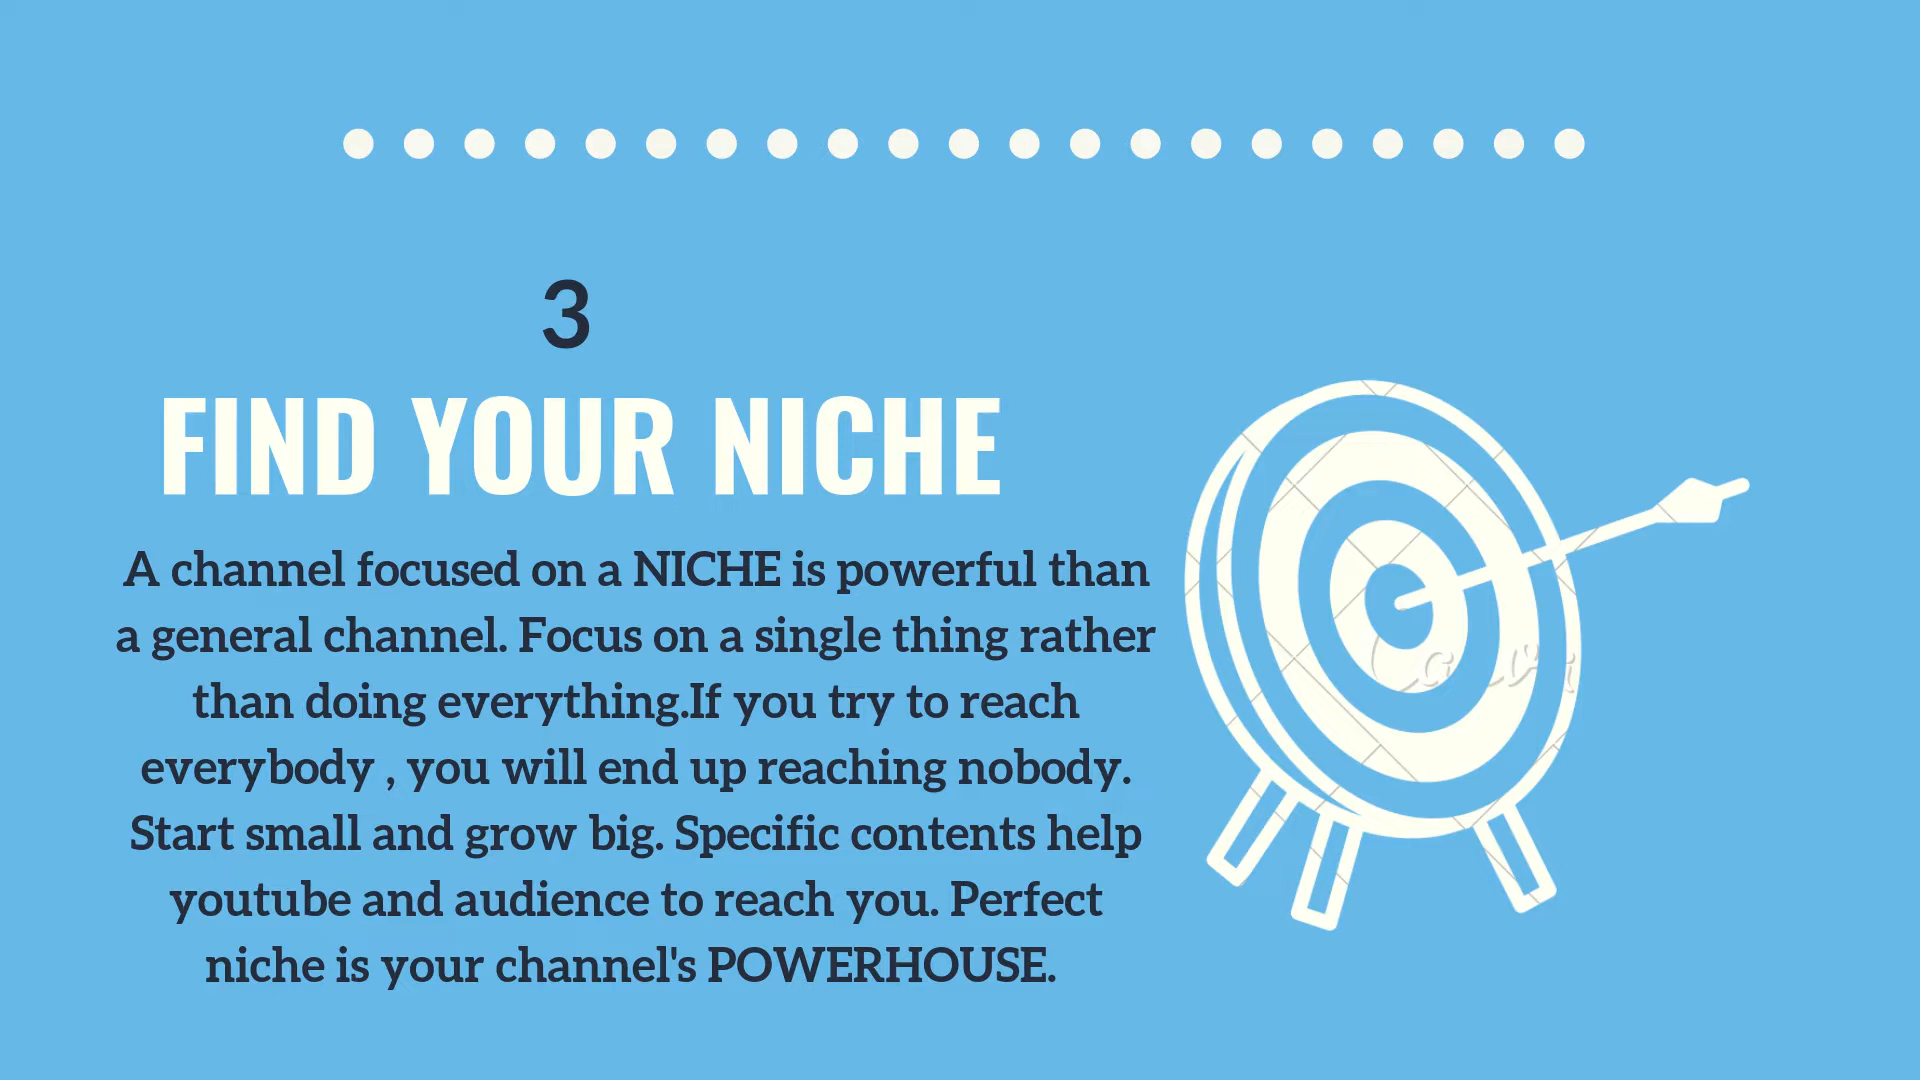 3
FIND YOUR NICHE
A channel focused on a NICHE is powerful than
a general channel. Focus on a single thing rather
than doing everything.If you try to reach
everybody , you will end up reaching nobody.
Start small and grow big. Specific contents help
youtube and audience to reach you. Perfect
niche is your channel's POWERHOUSE.
Canva